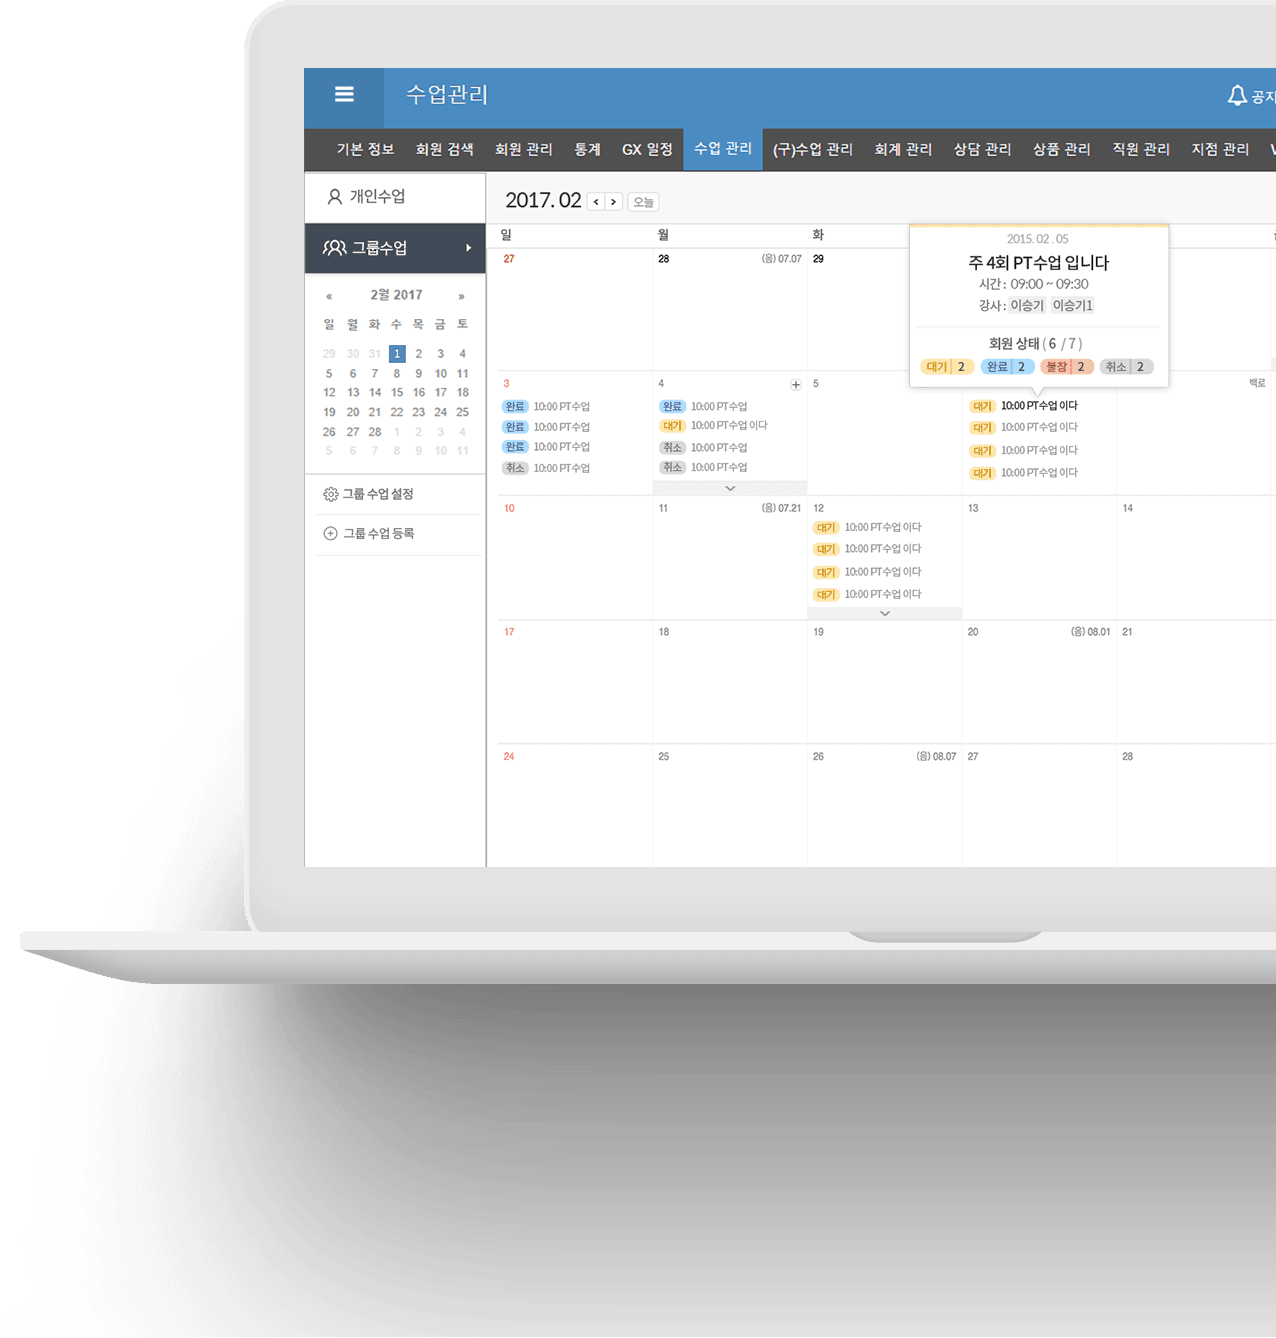 수업관리
공지
기본 정보 회원 검색 회원 관리 통계 GX 일정 수업 관리 (구)수업 관리 회계 관리 상담 관리 상품 관리 직원 관리 지점 관리
개인수업
그룹수업
« 2월 2017 »
일 월 화 수 목 금 토
29 30 31 1 2 3 4
5 6 7 8 9 10 11
12 13 14 15 16 17 18
19 20 21 22 23 24 25
26 27 28 1 2 3 4
5 6 7 8 9 10 11
그룹 수업 설정
그룹 수업 등록
2017. 02 < > 오늘
일 월 화
27 28 (음) 07.07 29
2015. 02 . 05
주 4회 PT수업 입니다
시간 : 09:00 ~ 09:30
강사 : 이승기 이승기1
회원 상태 ( 6 / 7 )
대기 2 완료 2 불참 2 취소 2
3 4 + 5 백로
완료 10:00 PT수업
완료 10:00 PT수업
완료 10:00 PT수업
취소 10:00 PT수업
완료 10:00 PT수업
대기 10:00 PT수업 이다
취소 10:00 PT수업
취소 10:00 PT수업
대기 10:00 PT수업 이다
대기 10:00 PT수업 이다
대기 10:00 PT수업 이다
대기 10:00 PT수업 이다
10 11 (음) 07.21 12 13 14
대기 10:00 PT수업 이다
대기 10:00 PT수업 이다
대기 10:00 PT수업 이다
대기 10:00 PT수업 이다
17 18 19 20 (음) 08.01 21
24 25 26 (음) 08.07 27 28